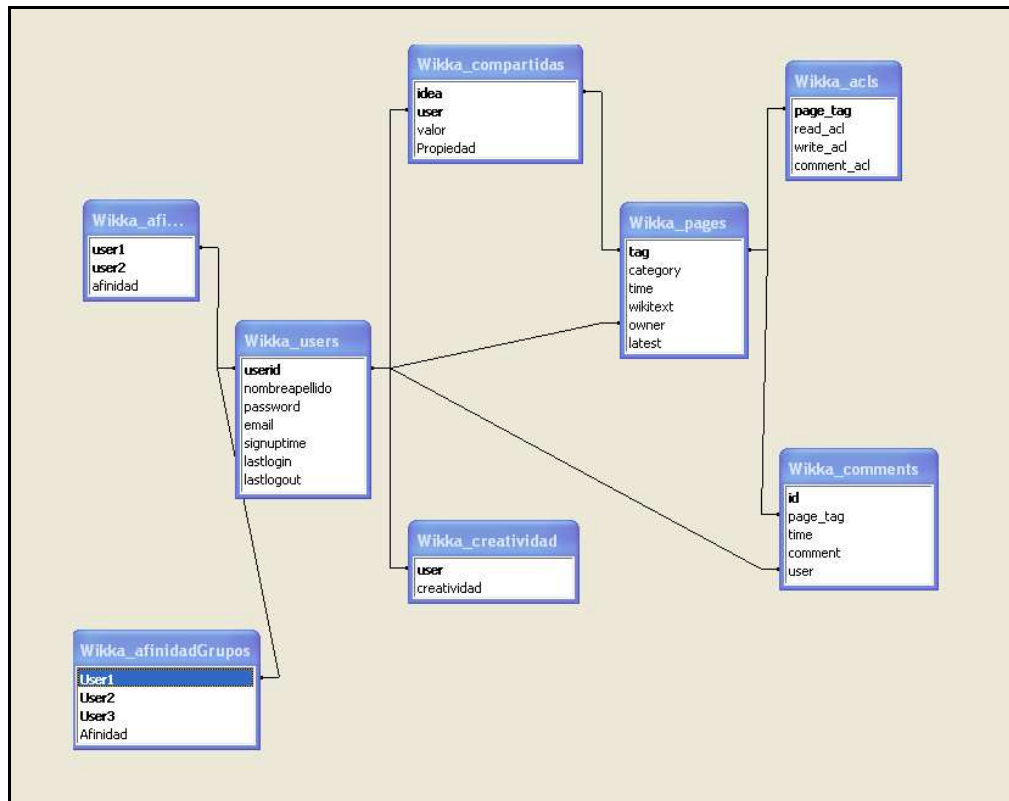 Wikka_compartidas
idea
user
valor
Propiedad
Wikka_acls
page_tag
read_acl
write_acl
comment_acl
Wikka_afi...
user1
user2
afinidad
Wikka_pages
tag
category
time
wikitext
owner
latest
Wikka_users
userid
nombreapellido
password
email
signuptime
lastlogin
lastlogout
Wikka_comments
id
page_tag
time
comment
user
Wikka_creatividad
user
creatividad
Wikka_afinidadGrupos
User1
User2
User3
Afinidad